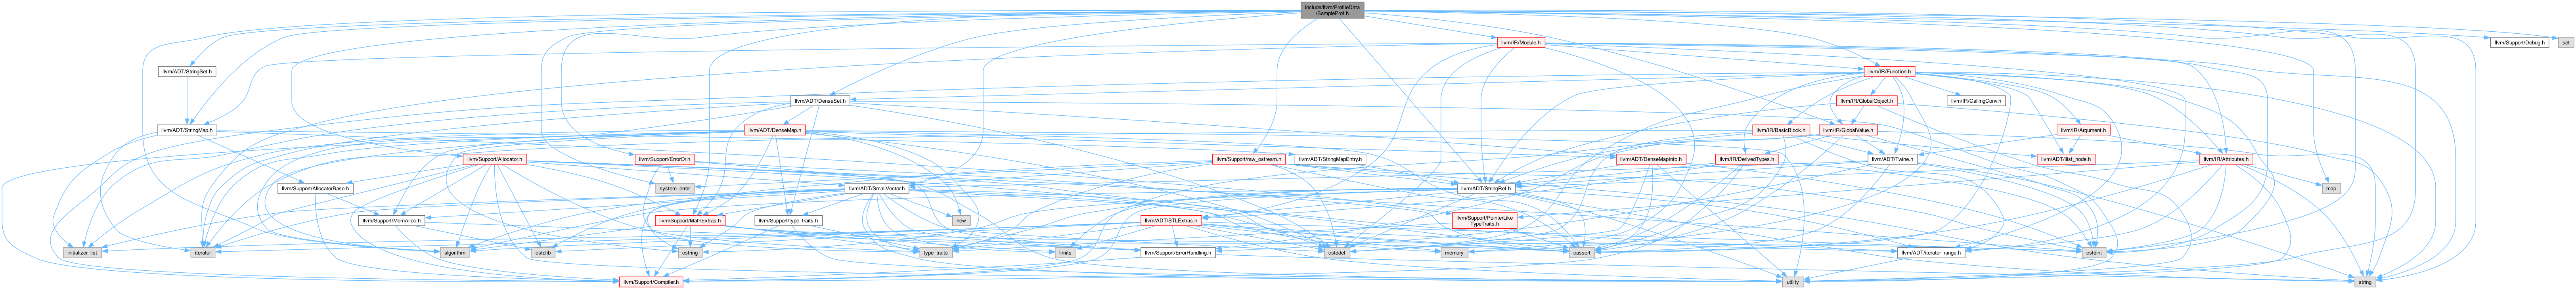 include/llvm/ProfileData
/SampleProf.h
llvm/IR/Module.h
llvm/Support/Debug.h
set
llvm/ADT/StringSet.h
llvm/IR/Function.h
llvm/ADT/DenseSet.h
llvm/IR/GlobalObject.h
llvm/IR/CallingConv.h
llvm/ADT/StringMap.h
llvm/ADT/DenseMap.h
llvm/IR/BasicBlock.h
llvm/IR/GlobalValue.h
llvm/IR/Argument.h
llvm/Support/Allocator.h
llvm/Support/ErrorOr.h
llvm/Support/raw_ostream.h
llvm/ADT/StringMapEntry.h
llvm/ADT/DenseMapInfo.h
llvm/IR/DerivedTypes.h
llvm/ADT/Twine.h
llvm/ADT/ilist_node.h
llvm/IR/Attributes.h
llvm/Support/AllocatorBase.h
system_error
llvm/ADT/SmallVector.h
llvm/ADT/StringRef.h
map
llvm/Support/MemAlloc.h
llvm/Support/MathExtras.h
llvm/Support/type_traits.h
new
llvm/ADT/STLExtras.h
llvm/Support/PointerLike
TypeTraits.h
initializer_list
iterator
algorithm
cstdlib
cstring
type_traits
limits
llvm/Support/ErrorHandling.h
cstddef
memory
cassert
llvm/ADT/iterator_range.h
cstdint
llvm/Support/Compiler.h
utility
string